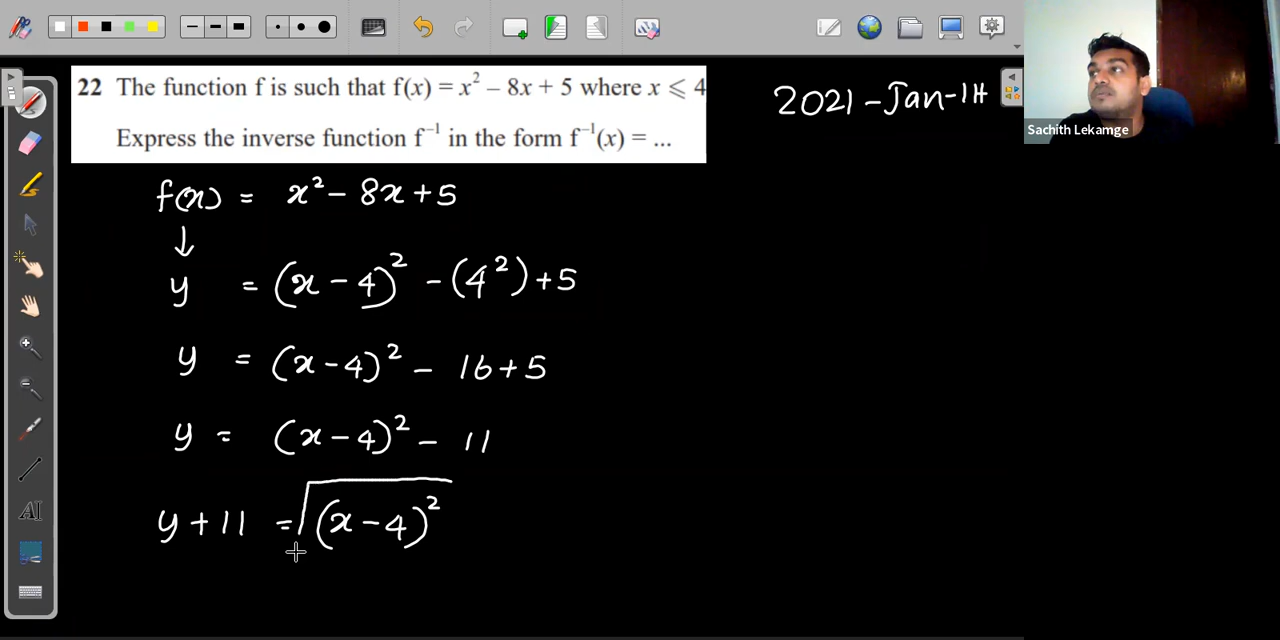 22 The function f is such that f(x) = x² − 8x + 5 where x ⩽ 4
Express the inverse function f⁻¹ in the form f⁻¹(x) = ...
2021 - Jan - 1H
Sachith Lekamge
f(x) = x² − 8x + 5
↓
y = (x − 4)² − (4²) + 5
y = (x − 4)² − 16 + 5
y = (x − 4)² − 11
y + 11 = √(x − 4)²
AI